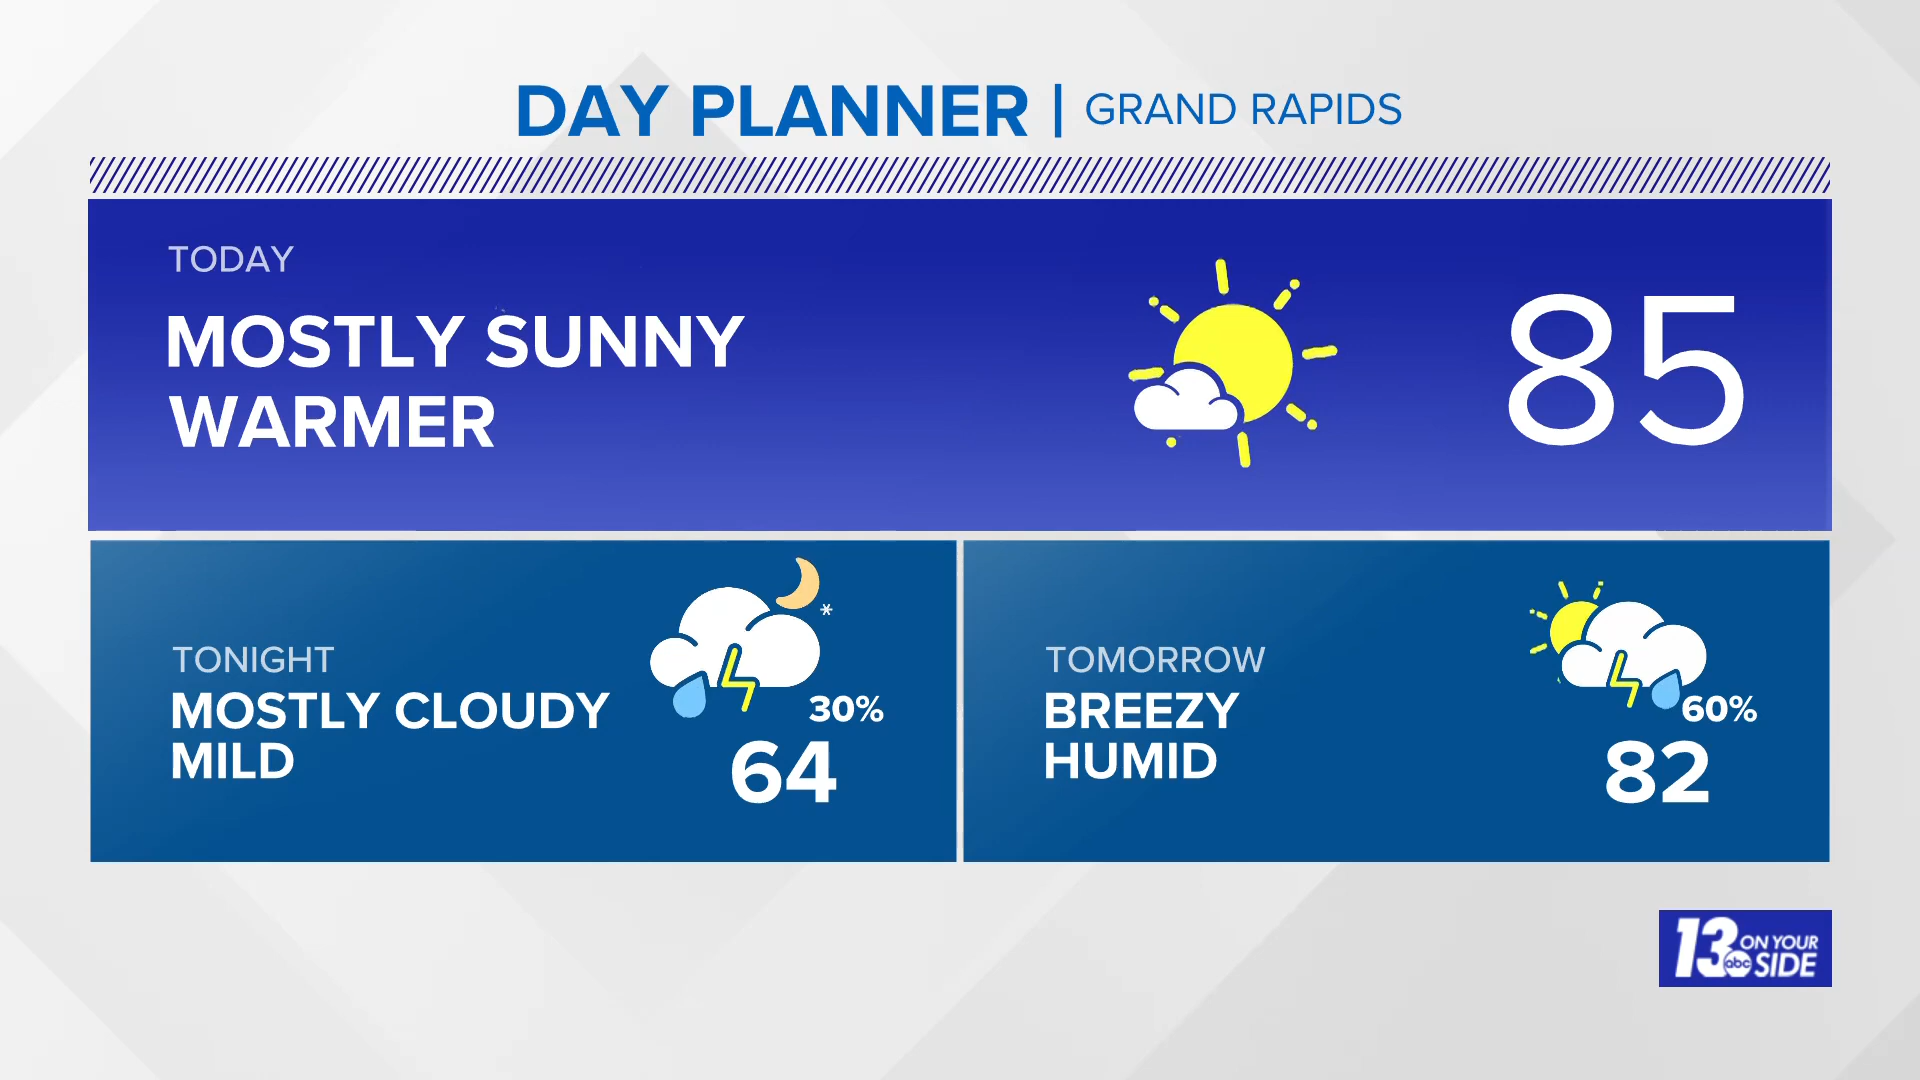 DAY PLANNER | GRAND RAPIDS
TODAY
MOSTLY SUNNY
WARMER
85
TONIGHT
MOSTLY CLOUDY
MILD
30%
64
TOMORROW
BREEZY
HUMID
60%
82
13 ON YOUR
abc SIDE